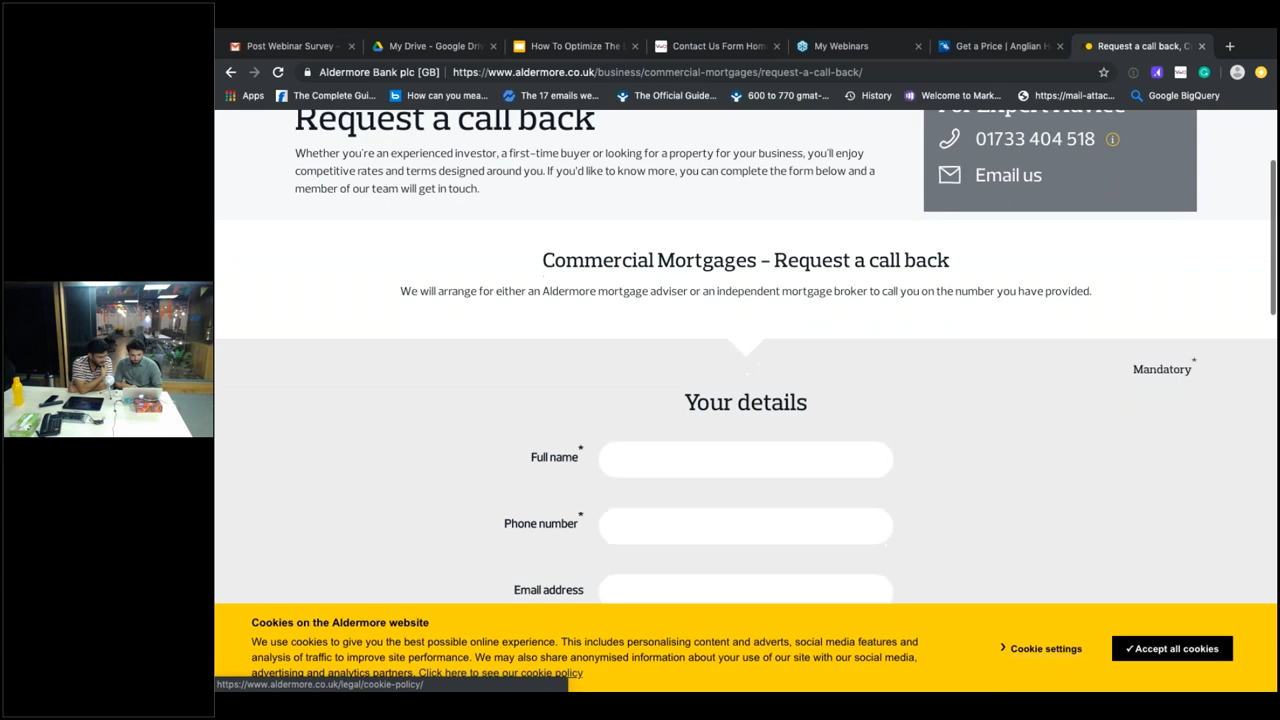 Post Webinar Survey -
My Drive - Google Dri
How To Optimize The
Contact Us Form Hom
My Webinars
Get a Price | Anglian H
Request a call back, C
Aldermore Bank plc [GB] https://www.aldermore.co.uk/business/commercial-mortgages/request-a-call-back/
Apps The Complete Gui... How can you mea... The 17 emails we... The Official Guide... 600 to 770 gmat-... History Welcome to Mark... https://mail-attac... Google BigQuery
Request a call back
For Expert Advice
01733 404 518
Email us
Whether you're an experienced investor, a first-time buyer or looking for a property for your business, you'll enjoy
competitive rates and terms designed around you. If you'd like to know more, you can complete the form below and a
member of our team will get in touch.
Commercial Mortgages – Request a call back
We will arrange for either an Aldermore mortgage adviser or an independent mortgage broker to call you on the number you have provided.
Mandatory*
Your details
Full name*
Phone number*
Email address
Cookies on the Aldermore website
We use cookies to give you the best possible online experience. This includes personalising content and adverts, social media features and
analysis of traffic to improve site performance. We may also share anonymised information about your use of our site with our social media,
advertising and analytics partners. Click here to see our cookie policy
Cookie settings
✓Accept all cookies
https://www.aldermore.co.uk/legal/cookie-policy/